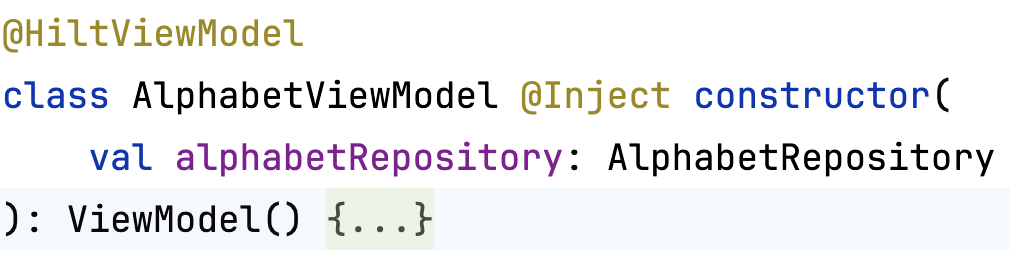 @HiltViewModel
class AlphabetViewModel @Inject constructor(
    val alphabetRepository: AlphabetRepository
): ViewModel() {...}